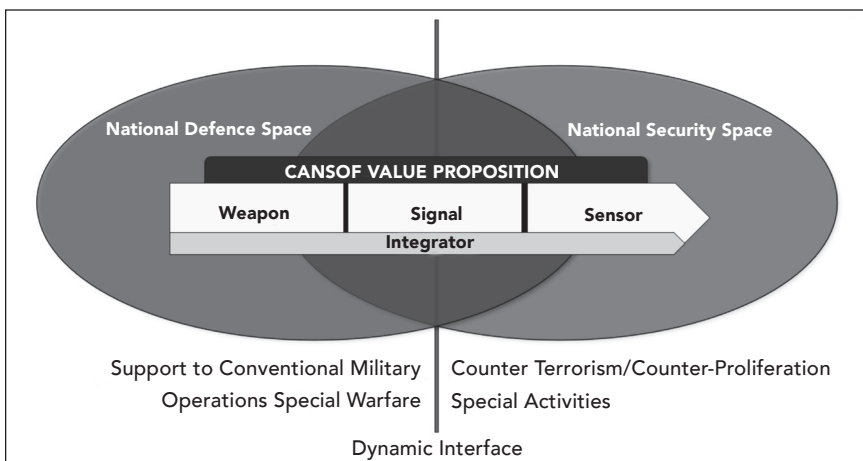 National Defence Space
National Security Space
CANSOF VALUE PROPOSITION
Weapon
Signal
Sensor
Integrator
Support to Conventional Military
Operations Special Warfare
Counter Terrorism/Counter-Proliferation
Special Activities
Dynamic Interface